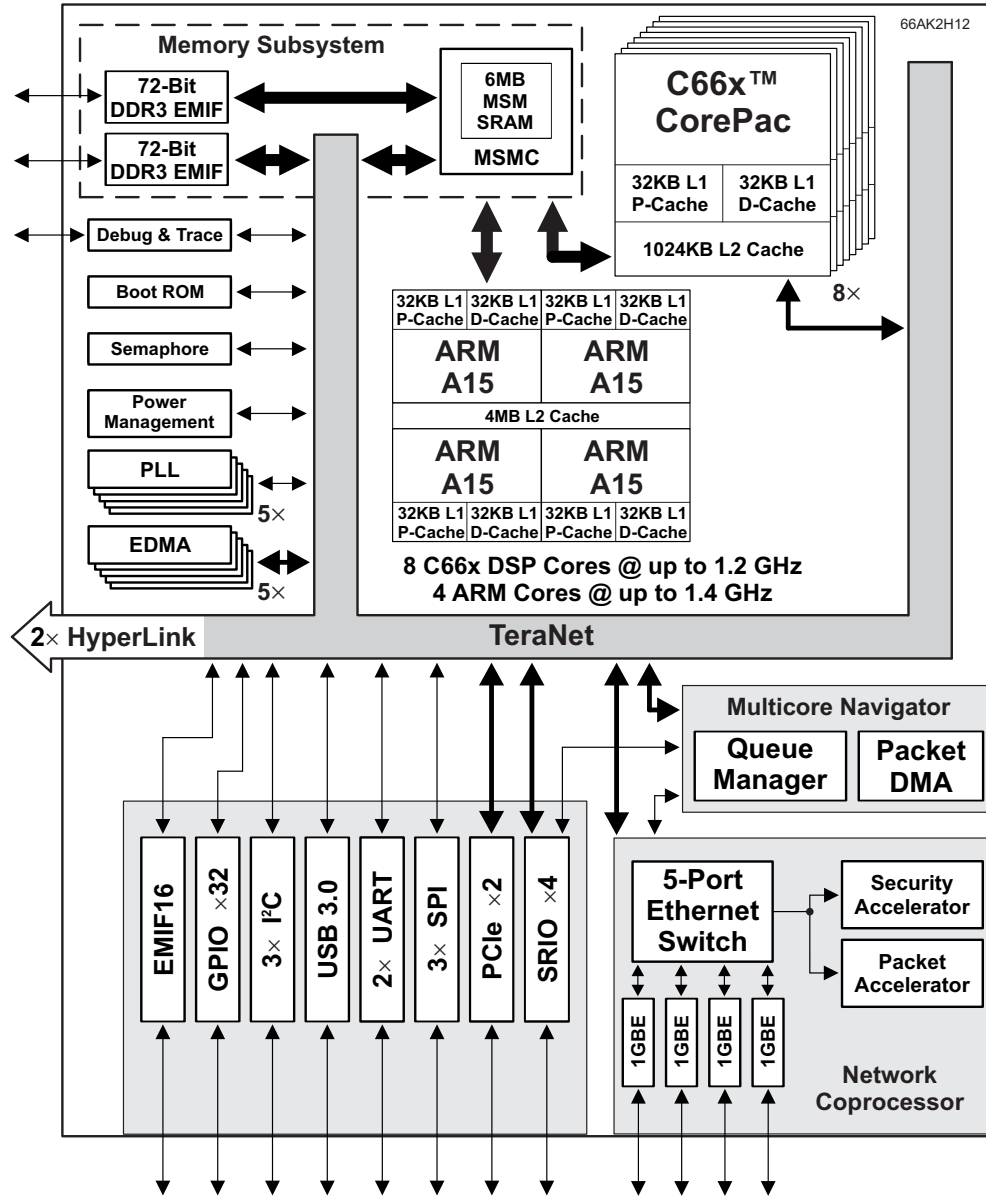 66AK2H12
Memory Subsystem
72-Bit
DDR3 EMIF
72-Bit
DDR3 EMIF
6MB
MSM
SRAM
MSMC
C66x™
CorePac
32KB L1
P-Cache
32KB L1
D-Cache
1024KB L2 Cache
8×
Debug & Trace
Boot ROM
Semaphore
Power
Management
PLL
5×
EDMA
5×
32KB L1
P-Cache
32KB L1
D-Cache
32KB L1
P-Cache
32KB L1
D-Cache
ARM
A15
ARM
A15
4MB L2 Cache
ARM
A15
ARM
A15
32KB L1
P-Cache
32KB L1
D-Cache
32KB L1
P-Cache
32KB L1
D-Cache
8 C66x DSP Cores @ up to 1.2 GHz
4 ARM Cores @ up to 1.4 GHz
2× HyperLink
TeraNet
Multicore Navigator
Queue
Manager
Packet
DMA
EMIF16
GPIO ×32
3× I²C
USB 3.0
2× UART
3× SPI
PCIe ×2
SRIO ×4
5-Port
Ethernet
Switch
Security
Accelerator
Packet
Accelerator
1GBE
1GBE
1GBE
1GBE
Network
Coprocessor